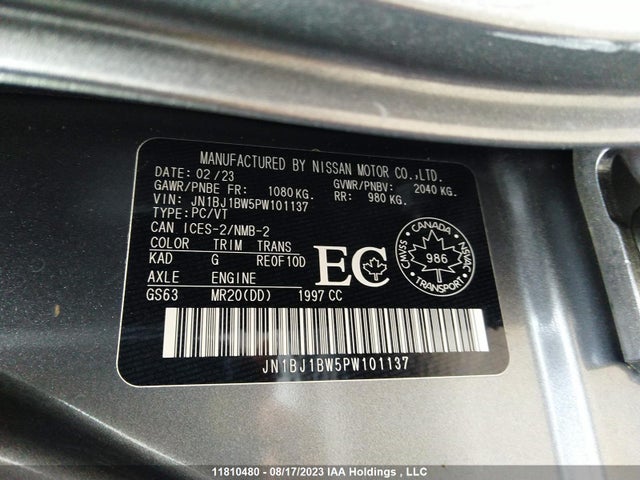 MANUFACTURED BY NISSAN MOTOR CO.,LTD.
DATE: 02/23
GAWR/PNBE FR: 1080 KG. GVWR/PNBV: 2040 KG.
VIN: JN1BJ1BW5PW101137 RR: 980 KG.
TYPE: PC/VT
CAN ICES-2/NMB-2
COLOR TRIM TRANS
KAD G RE0F10D
AXLE ENGINE
GS63 MR20(DD) 1997 CC
EC
CANADA
CMVSS 986 NSVAC
TRANSPORT
JN1BJ1BW5PW101137
11810480 - 08/17/2023 IAA Holdings , LLC